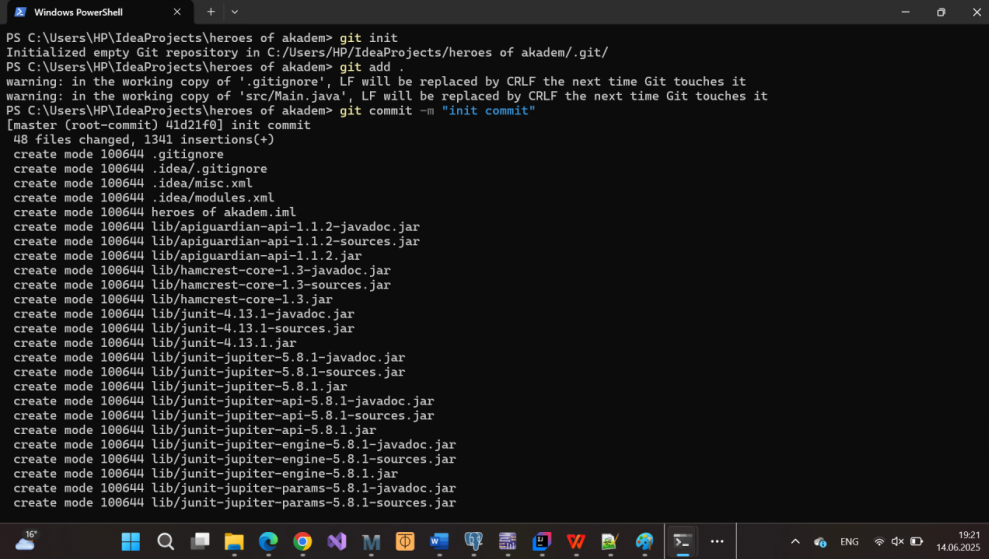 Windows PowerShell
PS C:\Users\HP\IdeaProjects\heroes of akadem> git init
Initialized empty Git repository in C:/Users/HP/IdeaProjects/heroes of akadem/.git/
PS C:\Users\HP\IdeaProjects\heroes of akadem> git add .
warning: in the working copy of '.gitignore', LF will be replaced by CRLF the next time Git touches it
warning: in the working copy of 'src/Main.java', LF will be replaced by CRLF the next time Git touches it
PS C:\Users\HP\IdeaProjects\heroes of akadem> git commit -m "init commit"
[master (root-commit) 41d21f0] init commit
48 files changed, 1341 insertions(+)
create mode 100644 .gitignore
create mode 100644 .idea/.gitignore
create mode 100644 .idea/misc.xml
create mode 100644 .idea/modules.xml
create mode 100644 heroes of akadem.iml
create mode 100644 lib/apiguardian-api-1.1.2-javadoc.jar
create mode 100644 lib/apiguardian-api-1.1.2-sources.jar
create mode 100644 lib/apiguardian-api-1.1.2.jar
create mode 100644 lib/hamcrest-core-1.3-javadoc.jar
create mode 100644 lib/hamcrest-core-1.3-sources.jar
create mode 100644 lib/hamcrest-core-1.3.jar
create mode 100644 lib/junit-4.13.1-javadoc.jar
create mode 100644 lib/junit-4.13.1-sources.jar
create mode 100644 lib/junit-4.13.1.jar
create mode 100644 lib/junit-jupiter-5.8.1-javadoc.jar
create mode 100644 lib/junit-jupiter-5.8.1-sources.jar
create mode 100644 lib/junit-jupiter-5.8.1.jar
create mode 100644 lib/junit-jupiter-api-5.8.1-javadoc.jar
create mode 100644 lib/junit-jupiter-api-5.8.1-sources.jar
create mode 100644 lib/junit-jupiter-api-5.8.1.jar
create mode 100644 lib/junit-jupiter-engine-5.8.1-javadoc.jar
create mode 100644 lib/junit-jupiter-engine-5.8.1-sources.jar
create mode 100644 lib/junit-jupiter-engine-5.8.1.jar
create mode 100644 lib/junit-jupiter-params-5.8.1-javadoc.jar
create mode 100644 lib/junit-jupiter-params-5.8.1-sources.jar
16°
ENG
19:21
14.06.2025